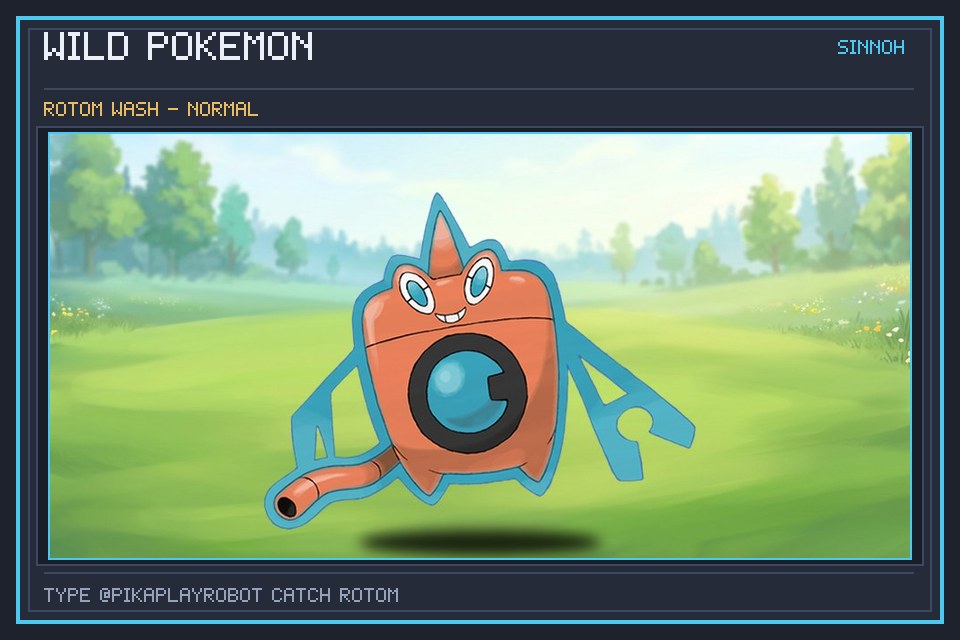 WILD POKEMON
SINNOH
ROTOM WASH - NORMAL
TYPE @PIKAPLAYROBOT CATCH ROTOM